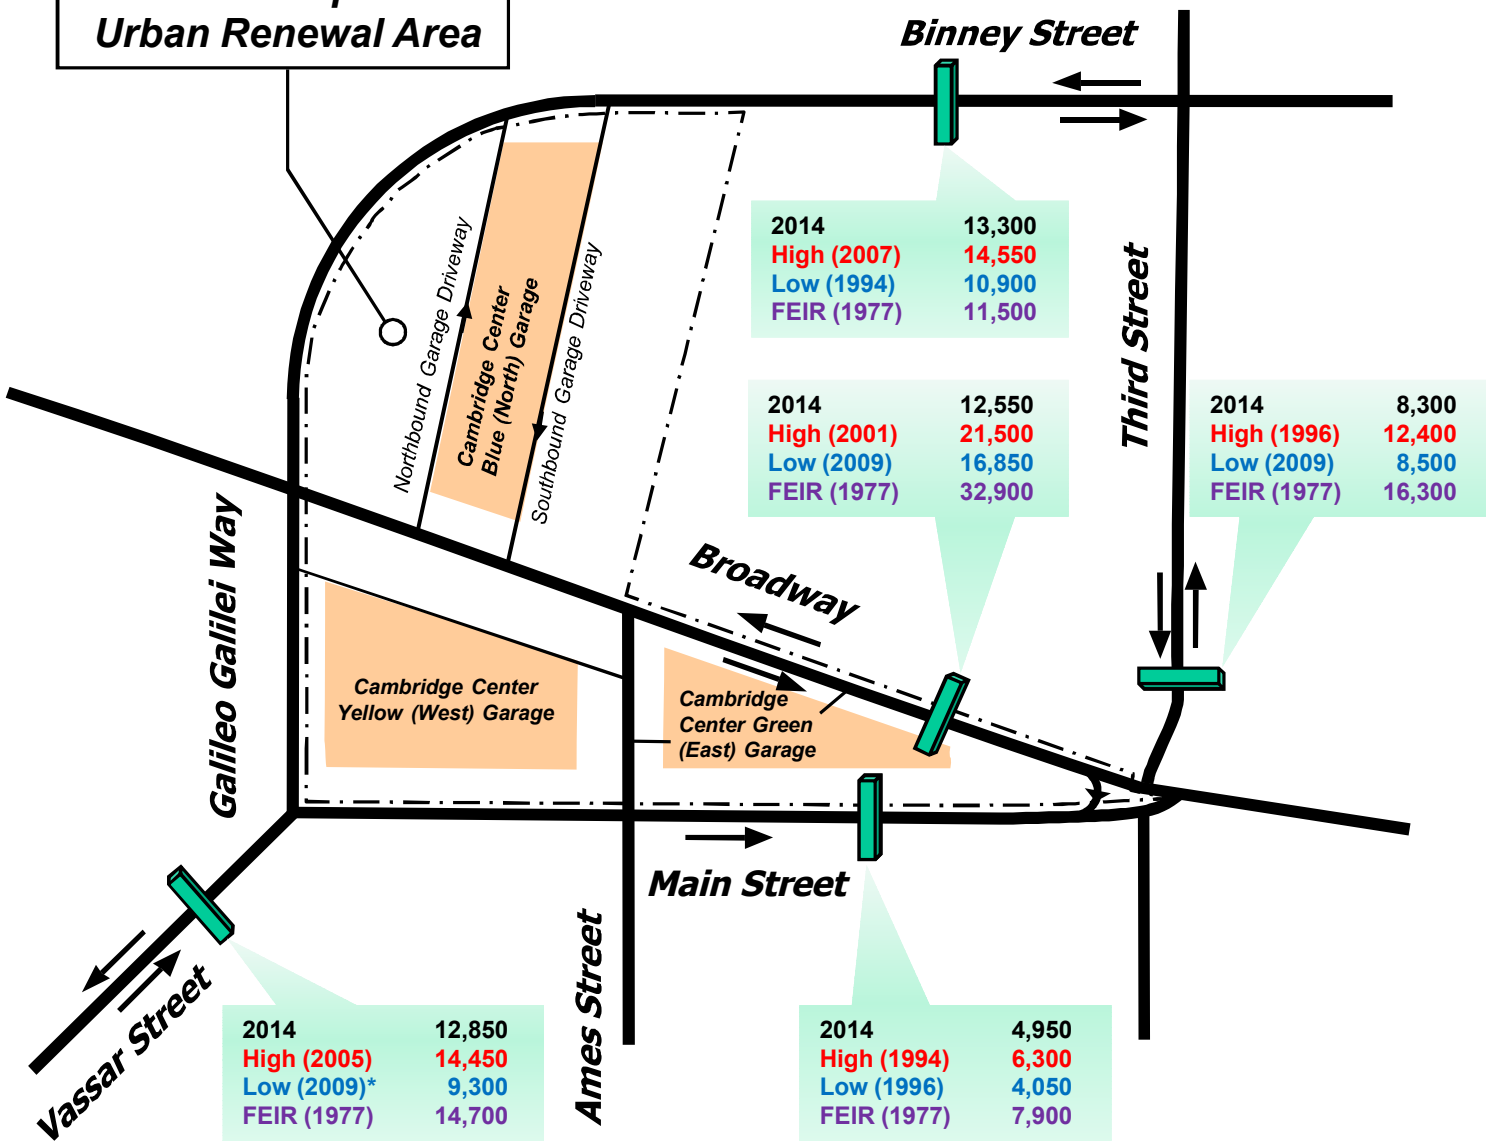 Urban Renewal Area
Binney Street
2014 13,300
High (2007) 14,550
Low (1994) 10,900
FEIR (1977) 11,500
Northbound Garage Driveway
Cambridge Center
Blue (North) Garage
Southbound Garage Driveway
Third Street
2014 12,550
High (2001) 21,500
Low (2009) 16,850
FEIR (1977) 32,900
2014 8,300
High (1996) 12,400
Low (2009) 8,500
FEIR (1977) 16,300
Galileo Galilei Way
Broadway
Cambridge Center
Yellow (West) Garage
Cambridge
Center Green
(East) Garage
Main Street
Ames Street
Vassar Street
2014 12,850
High (2005) 14,450
Low (2009)* 9,300
FEIR (1977) 14,700
2014 4,950
High (1994) 6,300
Low (1996) 4,050
FEIR (1977) 7,900